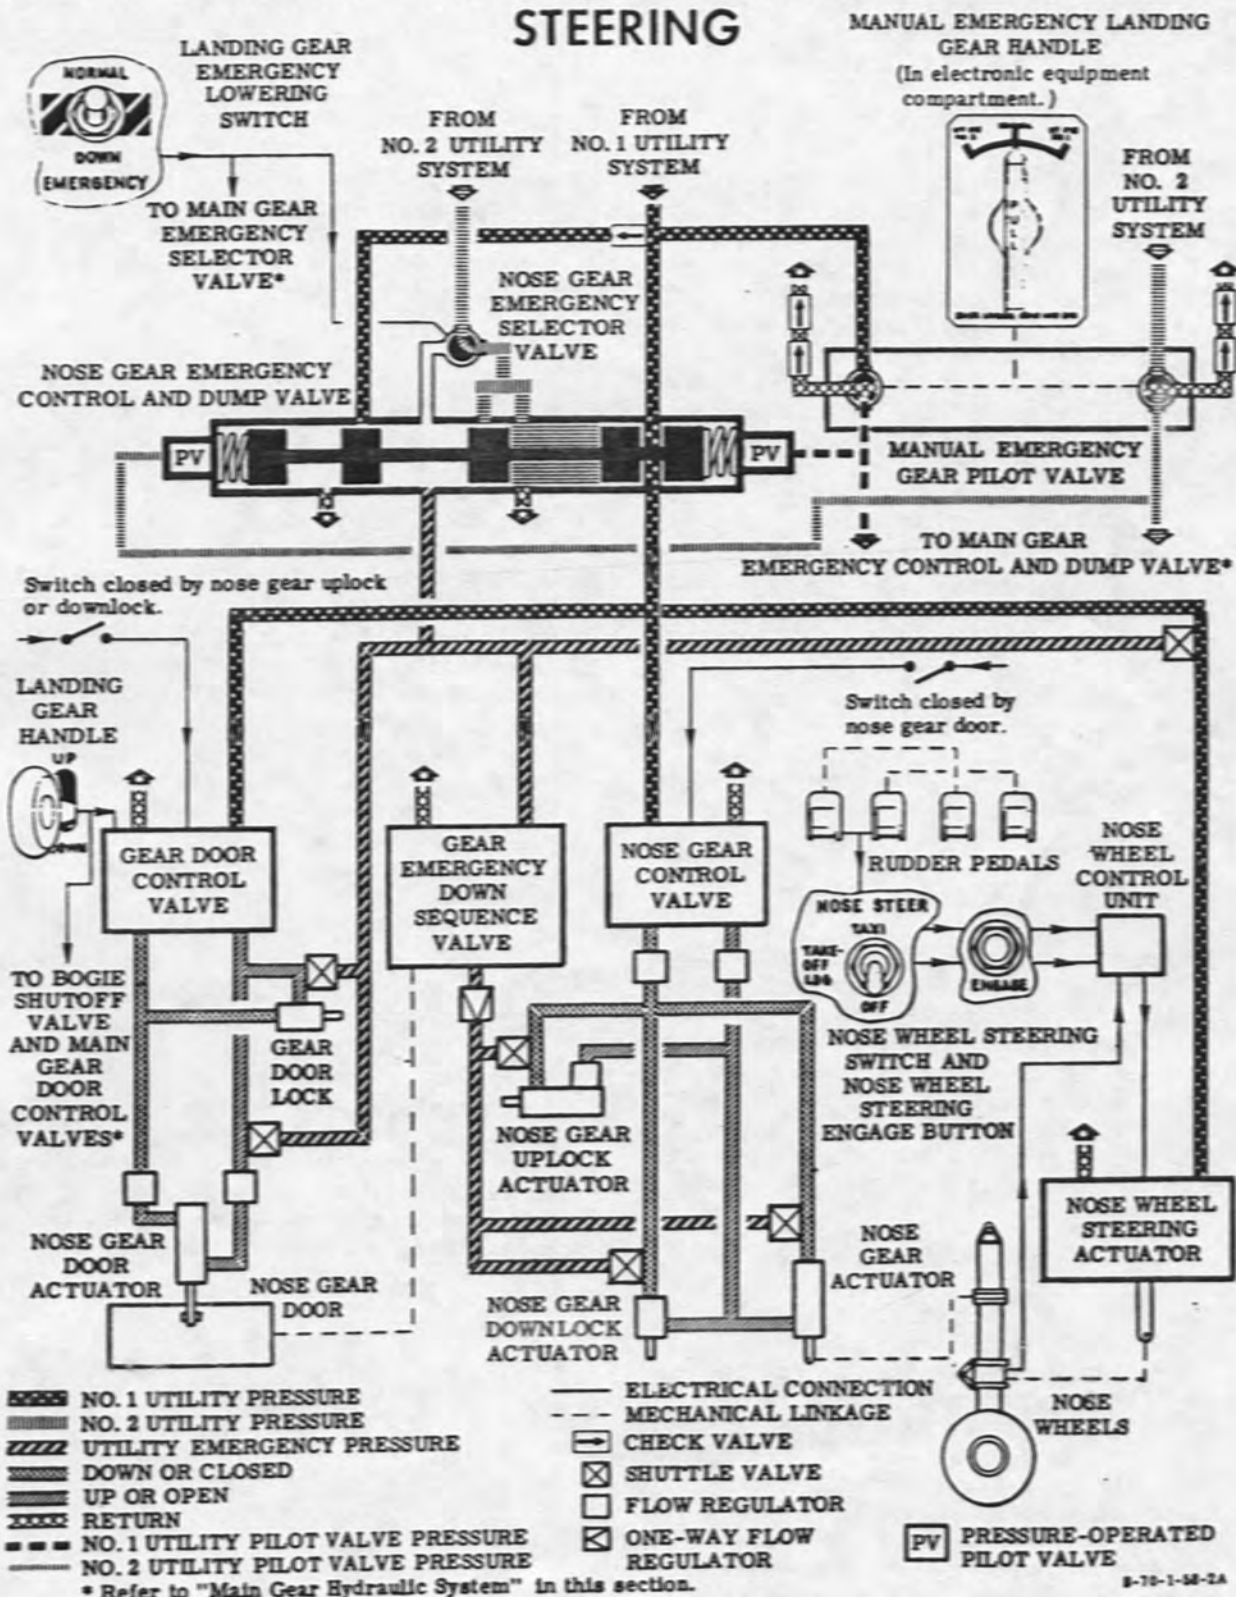 STEERING
LANDING GEAR
EMERGENCY
LOWERING
SWITCH
NORMAL
DOWN
EMERGENCY
TO MAIN GEAR
EMERGENCY
SELECTOR
VALVE*
FROM
NO. 2 UTILITY
SYSTEM
FROM
NO. 1 UTILITY
SYSTEM
MANUAL EMERGENCY LANDING
GEAR HANDLE
(In electronic equipment
compartment.)
PULL
FROM
NO. 2
UTILITY
SYSTEM
NOSE GEAR
EMERGENCY
SELECTOR
VALVE
NOSE GEAR EMERGENCY
CONTROL AND DUMP VALVE
PV
PV
MANUAL EMERGENCY
GEAR PILOT VALVE
TO MAIN GEAR
EMERGENCY CONTROL AND DUMP VALVE*
Switch closed by nose gear uplock
or downlock.
LANDING
GEAR
HANDLE
UP
DOWN
Switch closed by
nose gear door.
GEAR DOOR
CONTROL
VALVE
GEAR
EMERGENCY
DOWN
SEQUENCE
VALVE
NOSE GEAR
CONTROL
VALVE
RUDDER PEDALS
NOSE
WHEEL
CONTROL
UNIT
NOSE STEER
TAXI
TAKE-
OFF
LDG
OFF
ENGAGE
TO BOGIE
SHUTOFF
VALVE
AND MAIN
GEAR
DOOR
CONTROL
VALVES*
GEAR
DOOR
LOCK
NOSE WHEEL STEERING
SWITCH AND
NOSE WHEEL
STEERING
ENGAGE BUTTON
NOSE GEAR
UPLOCK
ACTUATOR
NOSE GEAR
DOOR
ACTUATOR
NOSE GEAR
DOOR
NOSE GEAR
DOWNLOCK
ACTUATOR
NOSE
GEAR
ACTUATOR
NOSE WHEEL
STEERING
ACTUATOR
NOSE
WHEELS
NO. 1 UTILITY PRESSURE
NO. 2 UTILITY PRESSURE
UTILITY EMERGENCY PRESSURE
DOWN OR CLOSED
UP OR OPEN
RETURN
NO. 1 UTILITY PILOT VALVE PRESSURE
NO. 2 UTILITY PILOT VALVE PRESSURE
ELECTRICAL CONNECTION
MECHANICAL LINKAGE
CHECK VALVE
SHUTTLE VALVE
FLOW REGULATOR
ONE-WAY FLOW
REGULATOR
PV PRESSURE-OPERATED
PILOT VALVE
* Refer to "Main Gear Hydraulic System" in this section.
B-70-1-58-2A